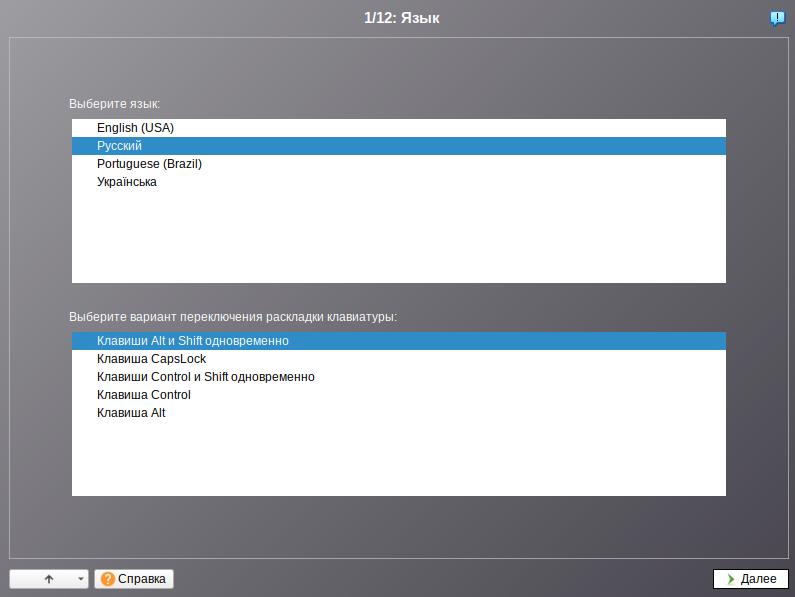 1/12: Язык
Выберите язык:
English (USA)
Русский
Portuguese (Brazil)
Українська
Выберите вариант переключения раскладки клавиатуры:
Клавиши Alt и Shift одновременно
Клавиша CapsLock
Клавиши Control и Shift одновременно
Клавиша Control
Клавиша Alt
Справка
Далее